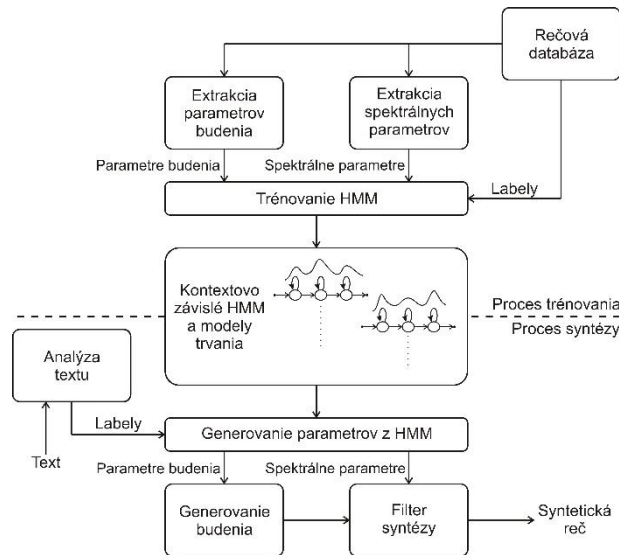 Rečová
databáza
Extrakcia
parametrov
budenia
Extrakcia
spektrálnych
parametrov
Parametre budenia
Spektrálne parametre
Labely
Trénovanie HMM
Kontextovo
závislé HMM
a modely
trvania
Proces trénovania
Proces syntézy
Analýza
textu
Labely
Text
Generovanie parametrov z HMM
Parametre budenia
Spektrálne parametre
Generovanie
budenia
Filter
syntézy
Syntetická
reč